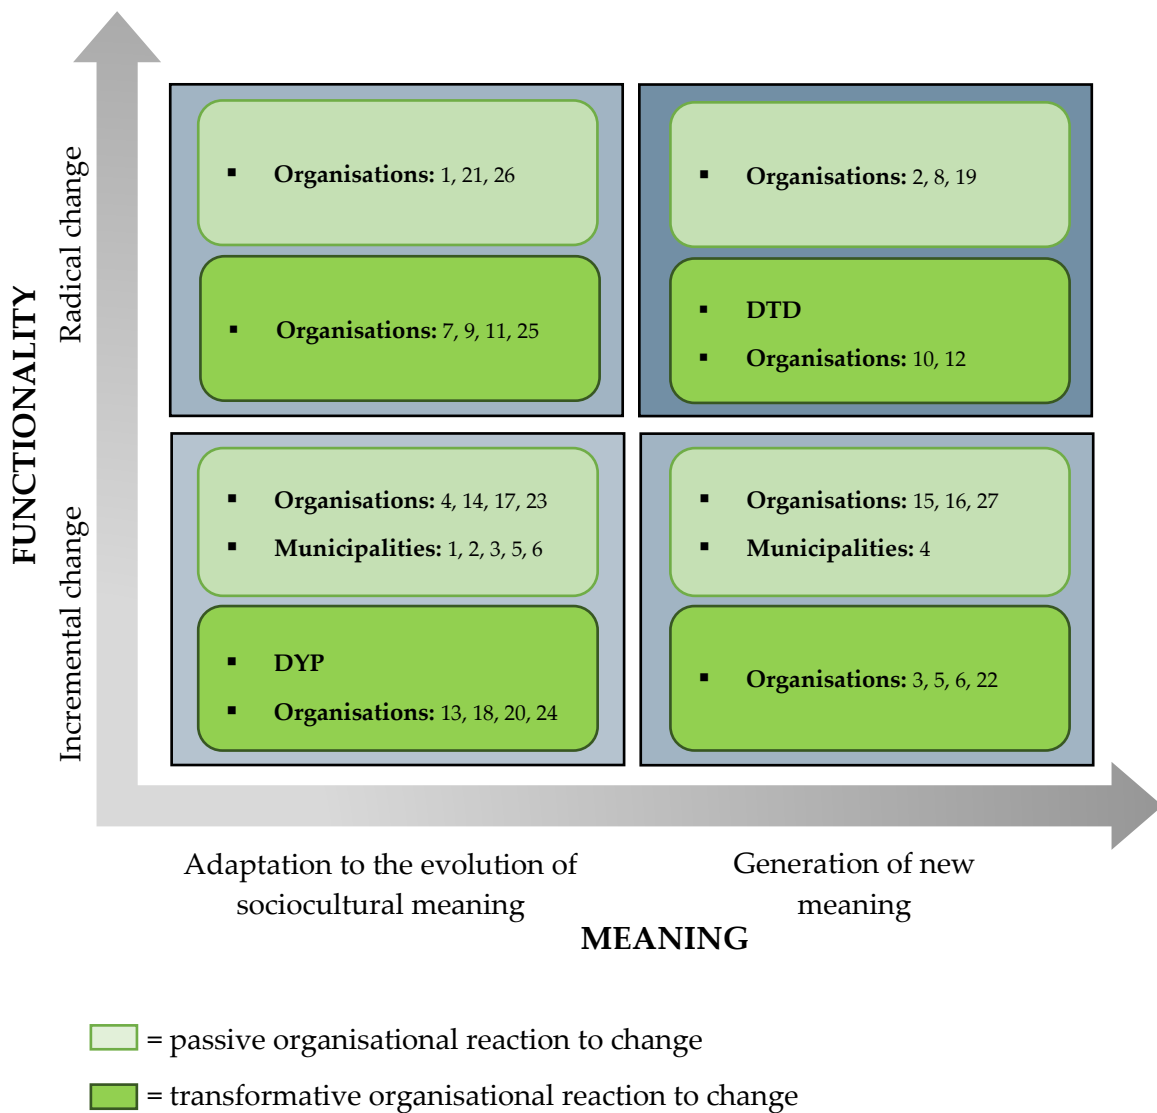 FUNCTIONALITY
Radical change
Incremental change
▪ Organisations: 1, 21, 26
▪ Organisations: 7, 9, 11, 25
▪ Organisations: 2, 8, 19
▪ DTD
▪ Organisations: 10, 12
▪ Organisations: 4, 14, 17, 23
▪ Municipalities: 1, 2, 3, 5, 6
▪ DYP
▪ Organisations: 13, 18, 20, 24
▪ Organisations: 15, 16, 27
▪ Municipalities: 4
▪ Organisations: 3, 5, 6, 22
Adaptation to the evolution of
sociocultural meaning
Generation of new
meaning
MEANING
= passive organisational reaction to change
= transformative organisational reaction to change